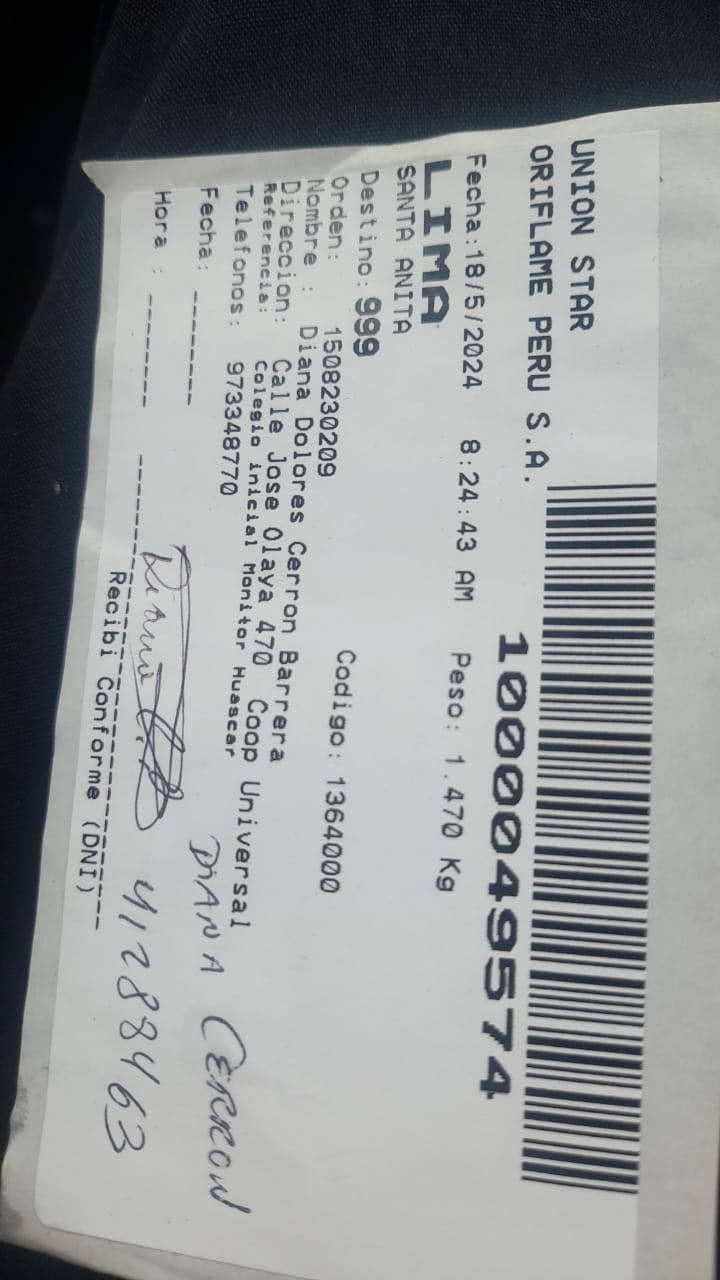 UNION STAR
ORIFLAME PERU S.A.
10000049574
Fecha:18/5/2024 8:24:43 AM Peso: 1.470 Kg
LIMA
SANTA ANITA
Destino: 999
Orden: 1508230209 Codigo: 1364000
Nombre : Diana Dolores Cerron Barrera
Direccion: Calle Jose Olaya 470 Coop Universal
Referencia: Colegio inicial Monitor Huascar
Telefonos: 973348770
Fecha: --------
DIANA CERRON
Hora : --------
41288463
Recibi Conforme (DNI)